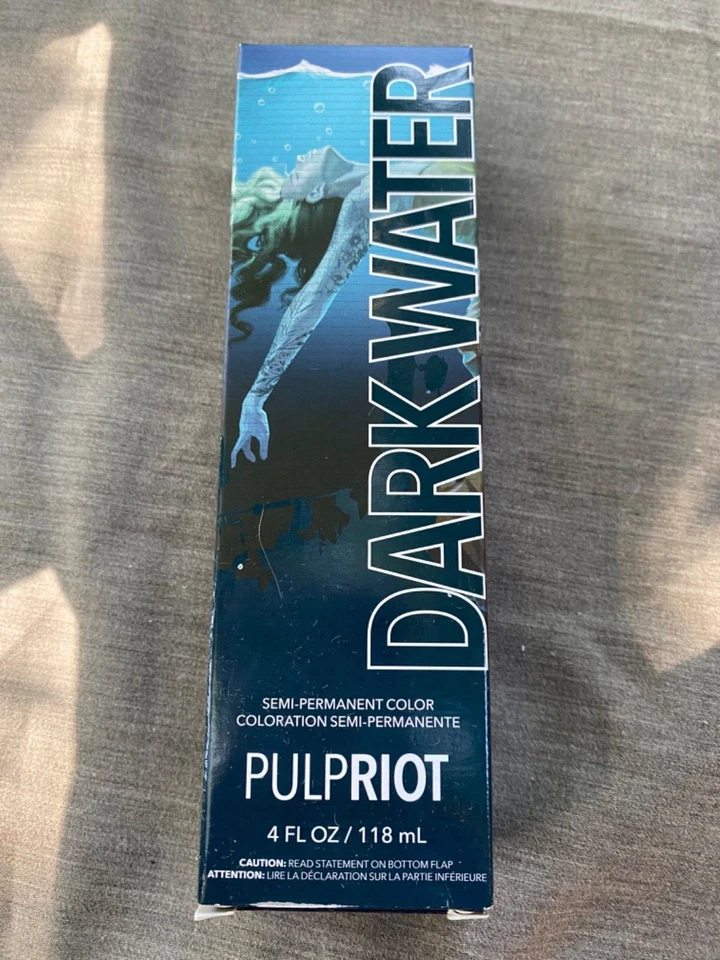 DARK WATER
SEMI-PERMANENT COLOR
COLORATION SEMI-PERMANENTE
PULPRIOT
4 FL OZ / 118 mL
CAUTION: READ STATEMENT ON BOTTOM FLAP
ATTENTION: LIRE LA DÉCLARATION SUR LA PARTIE INFÉRIEURE